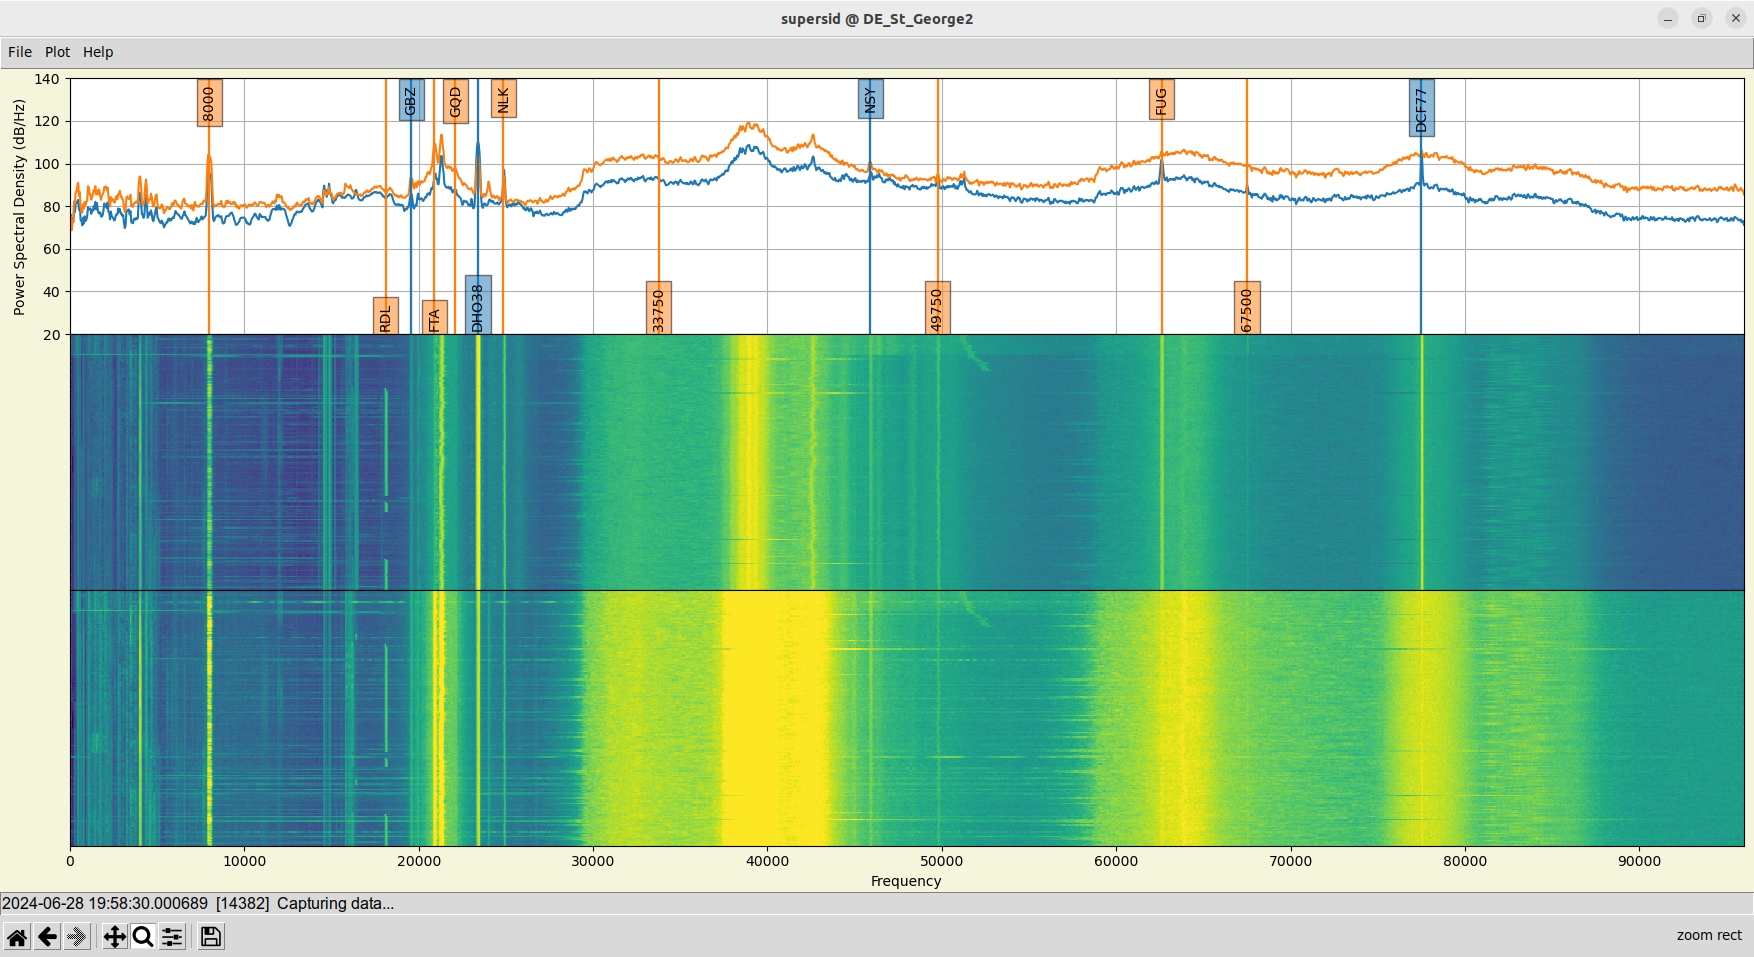 supersid @ DE_St_George2
File Plot Help
140
120
100
80
60
40
20
Power Spectral Density (dB/Hz)
8000
RDL
GBZ
FTA
GQD
DHO38
NLK
33750
NSY
49750
FUG
67500
DCF77
0 10000 20000 30000 40000 50000 60000 70000 80000 90000
Frequency
2024-06-28 19:58:30.000689 [14382] Capturing data...
zoom rect